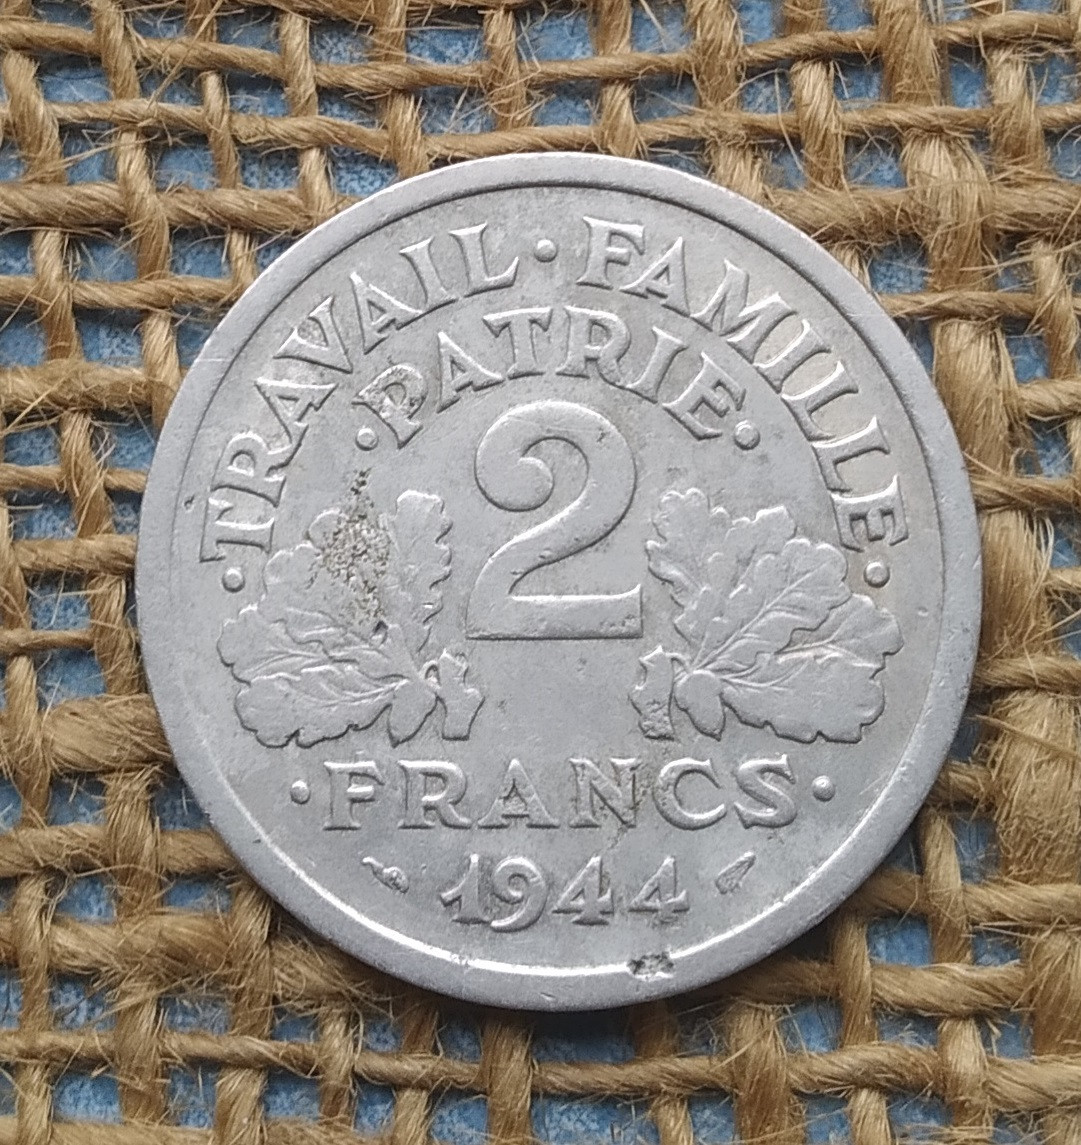 · TRAVAIL · FAMILLE ·
· PATRIE ·
2
· FRANCS ·
1944